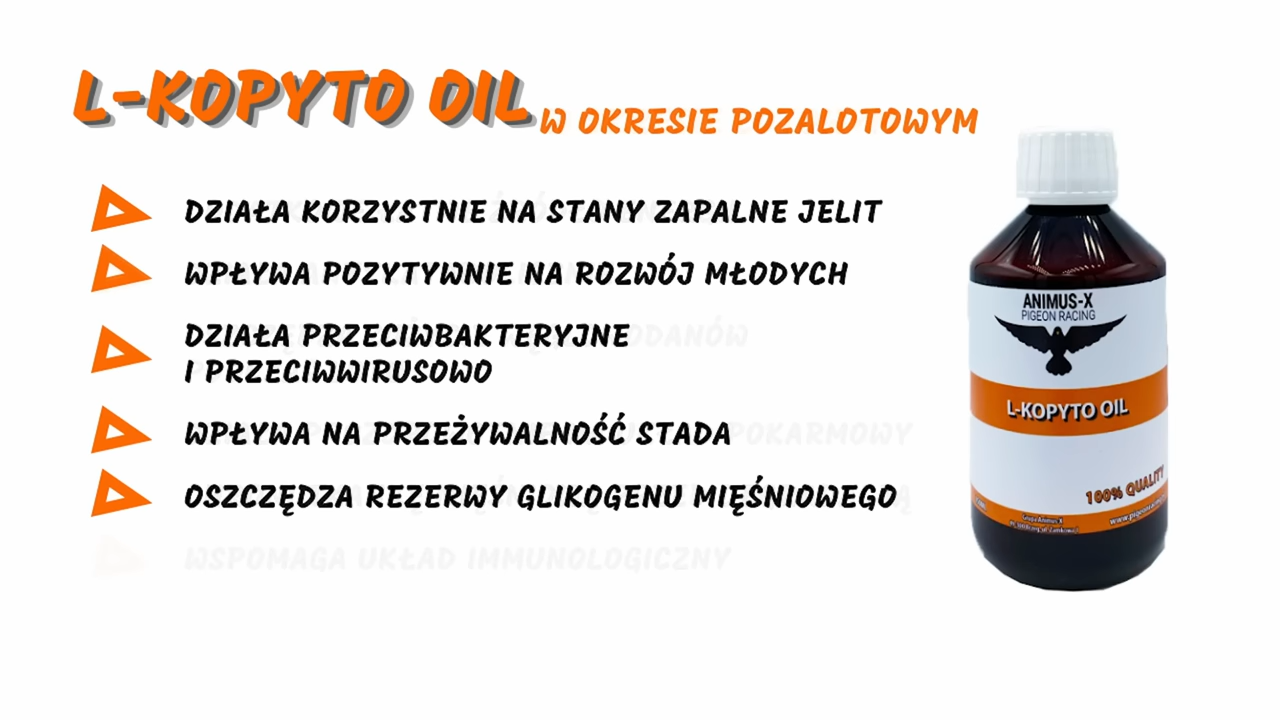 L-KOPYTO OIL W OKRESIE POZALOTOWYM
DZIAŁA KORZYSTNIE NA STANY ZAPALNE JELIT
WPŁYWA POZYTYWNIE NA ROZWÓJ MŁODYCH
DZIAŁA PRZECIWBAKTERYJNE
I PRZECIWWIRUSOWO
WPŁYWA NA PRZEŻYWALNOŚĆ STADA
OSZCZĘDZA REZERWY GLIKOGENU MIĘŚNIOWEGO
WSPOMAGA UKŁAD IMMUNOLOGICZNY
ANIMUS-X
PIGEON RACING
L-KOPYTO OIL
100% QUALITY